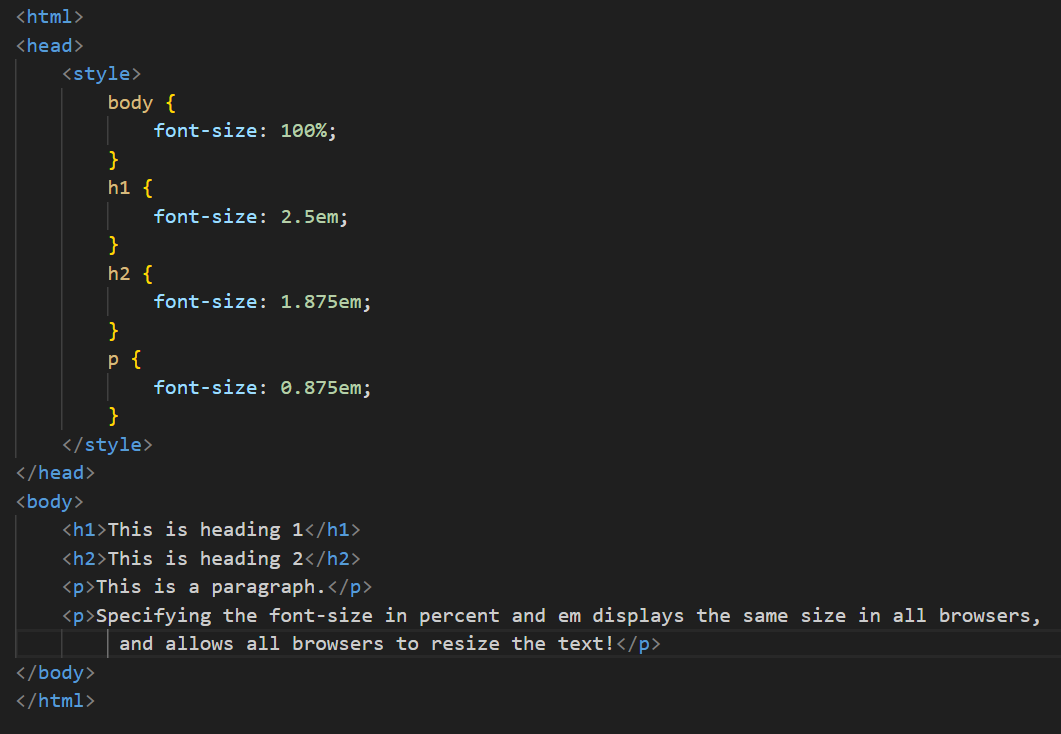 <html>
<head>
    <style>
        body {
            font-size: 100%;
        }
        h1 {
            font-size: 2.5em;
        }
        h2 {
            font-size: 1.875em;
        }
        p {
            font-size: 0.875em;
        }
    </style>
</head>
<body>
    <h1>This is heading 1</h1>
    <h2>This is heading 2</h2>
    <p>This is a paragraph.</p>
    <p>Specifying the font-size in percent and em displays the same size in all browsers,
         and allows all browsers to resize the text!</p>
</body>
</html>